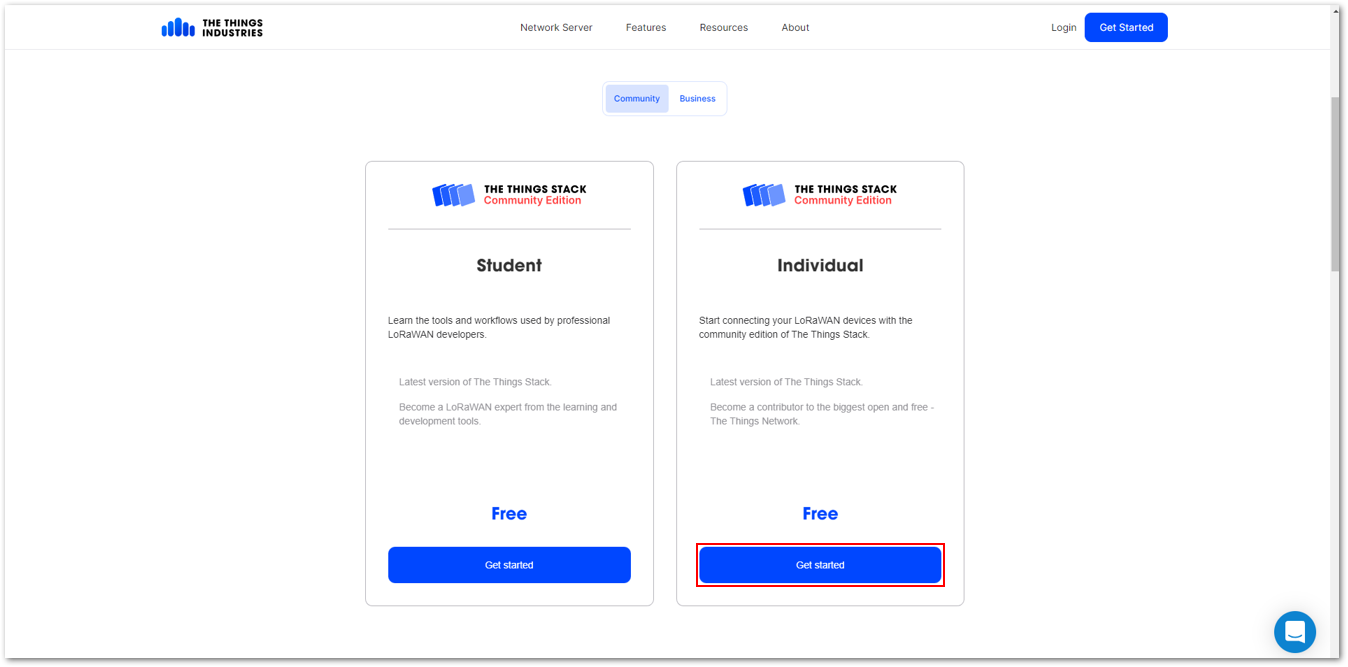 THE THINGS
INDUSTRIES
Network Server
Features
Resources
About
Login
Get Started
Community
Business
THE THINGS STACK
Community Edition
Student
Learn the tools and workflows used by professional
LoRaWAN developers.
Latest version of The Things Stack.
Become a LoRaWAN expert from the learning and
development tools.
Free
Get started
THE THINGS STACK
Community Edition
Individual
Start connecting your LoRaWAN devices with the
community edition of The Things Stack.
Latest version of The Things Stack.
Become a contributor to the biggest open and free -
The Things Network.
Free
Get started